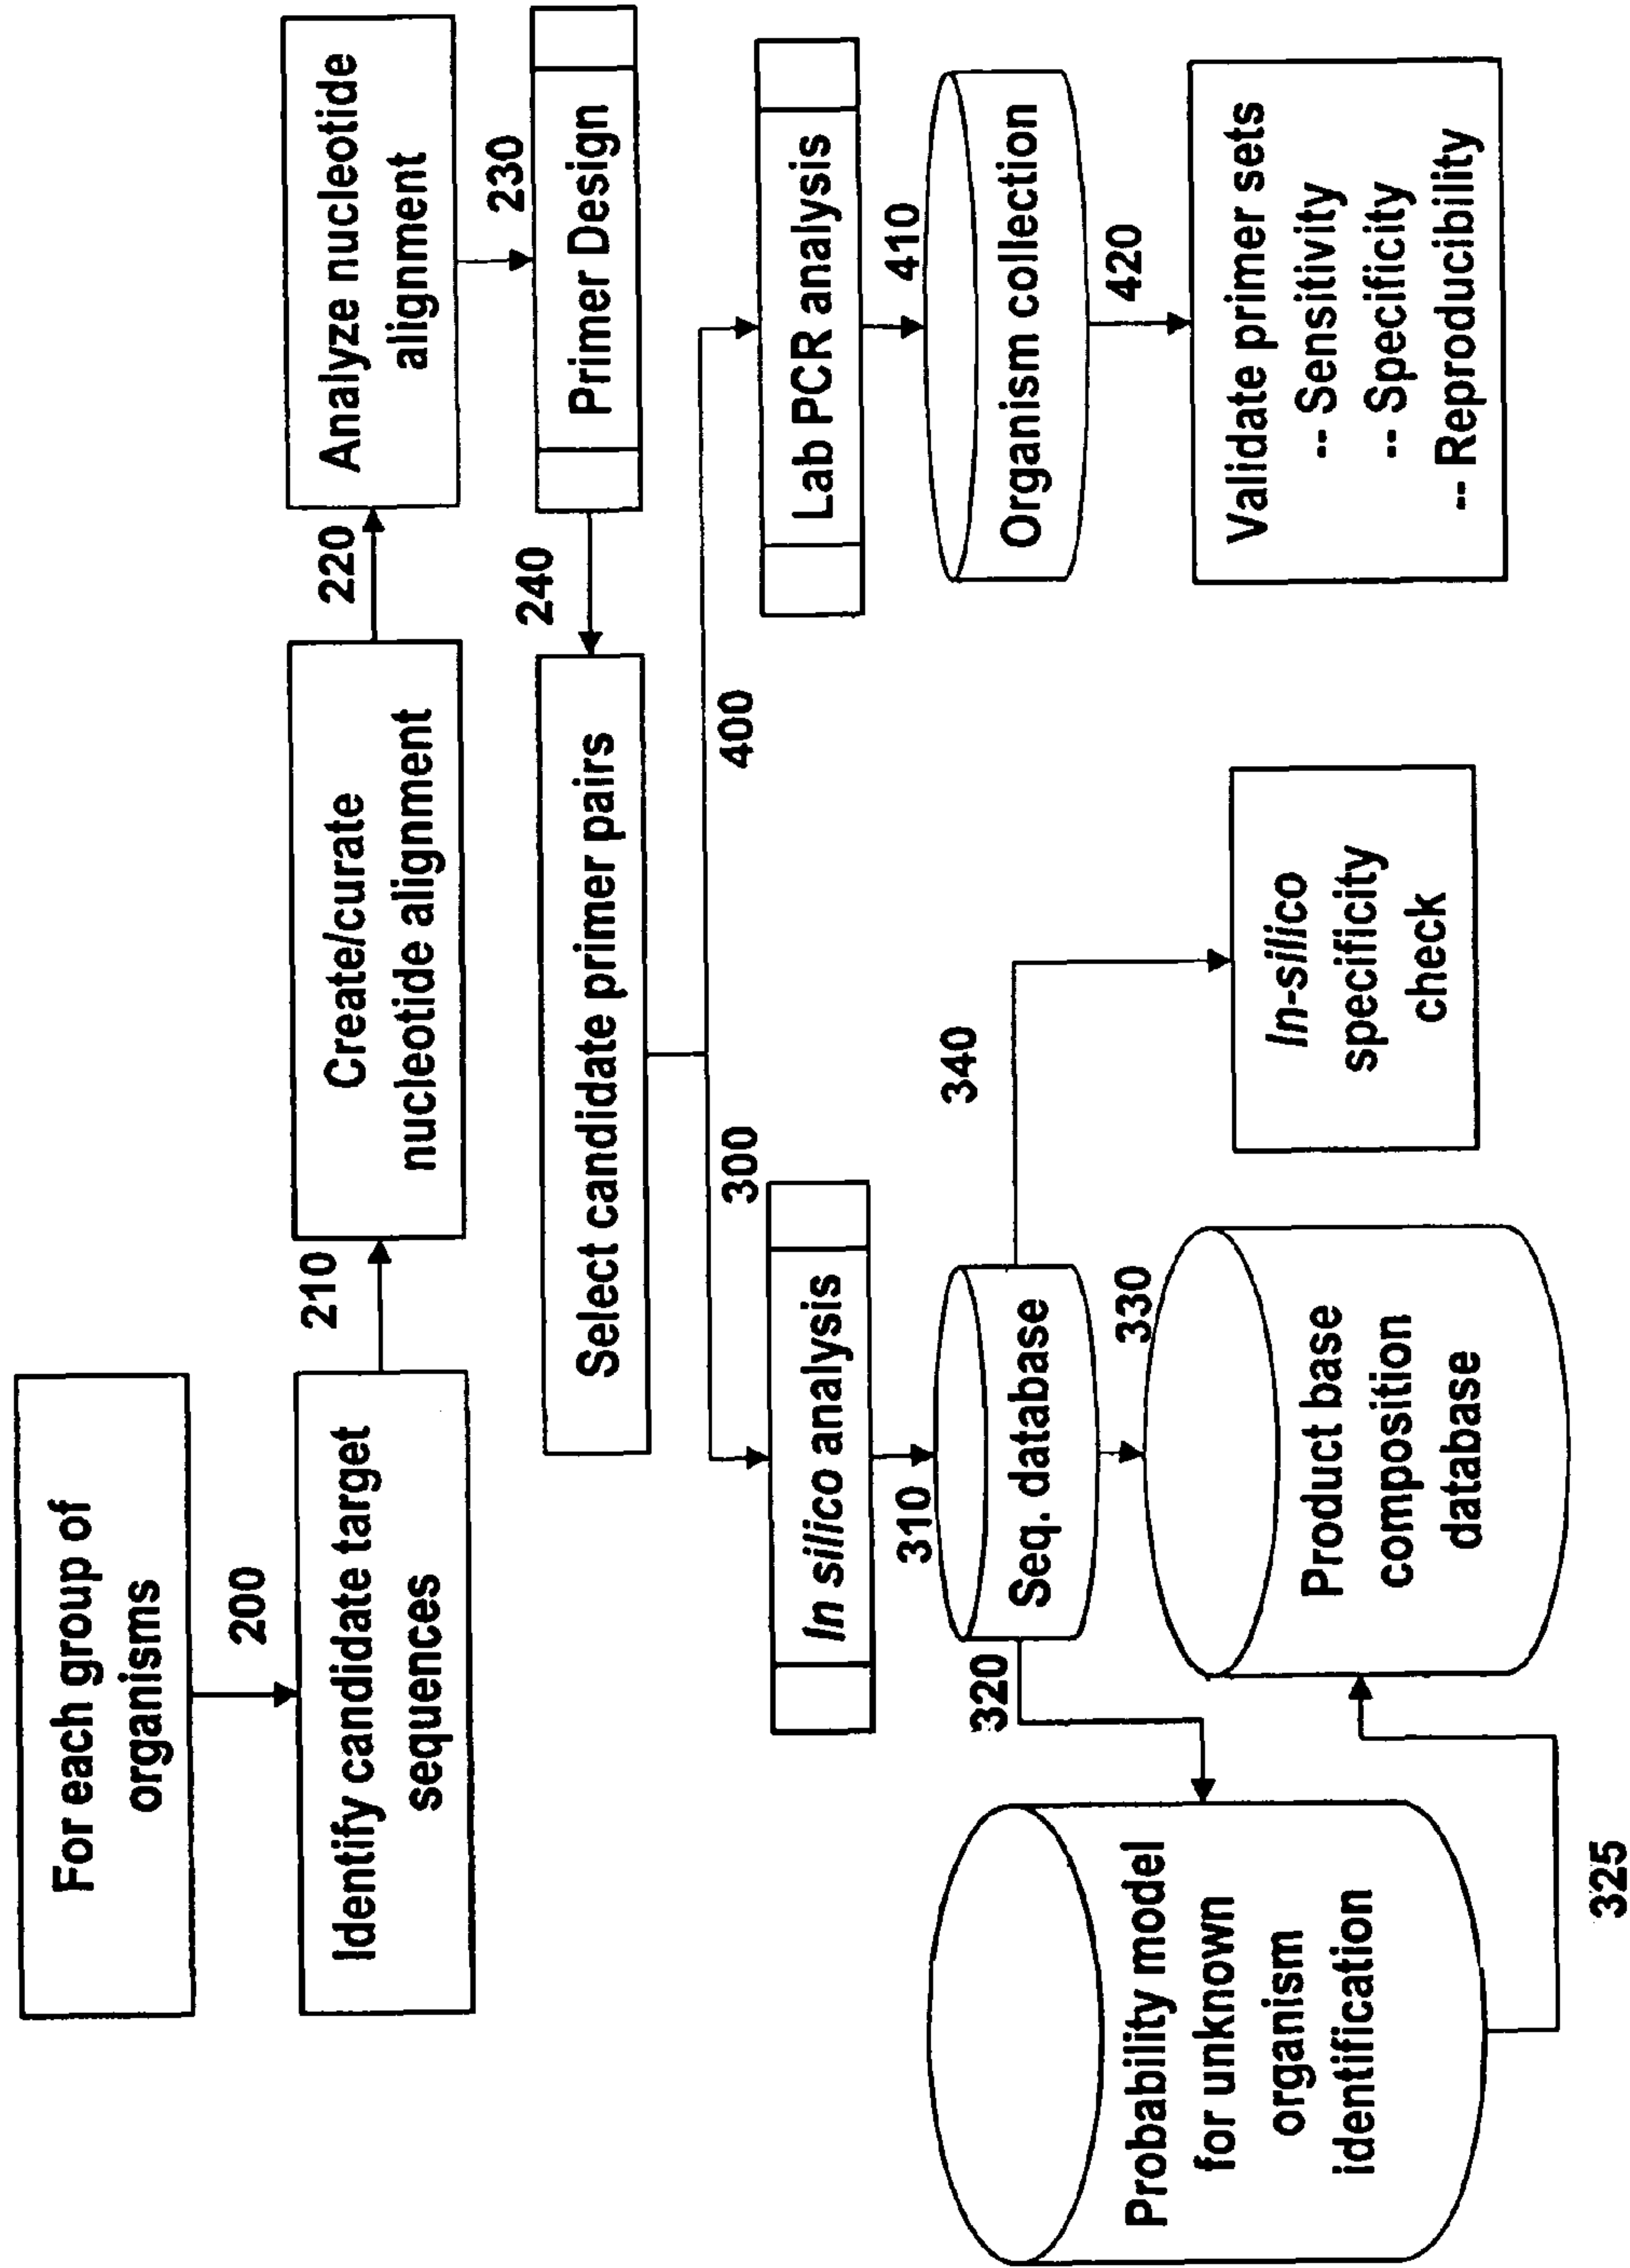 For each group of
organisms
200
Identify candidate target
sequences
210
Create/curate
nucleotide alignment
220
Analyze nucleotide
alignment
230
Primer Design
240
Select candidate primer pairs
300
400
In silico analysis
310
Seq. database
320
Probability model
for unknown
organism
identification
325
330
Product base
composition
database
340
In-silico
specificity
check
Lab PCR analysis
410
Organism collection
420
Validate primer sets
-- Sensitivity
-- Specificity
-- Reproducibility